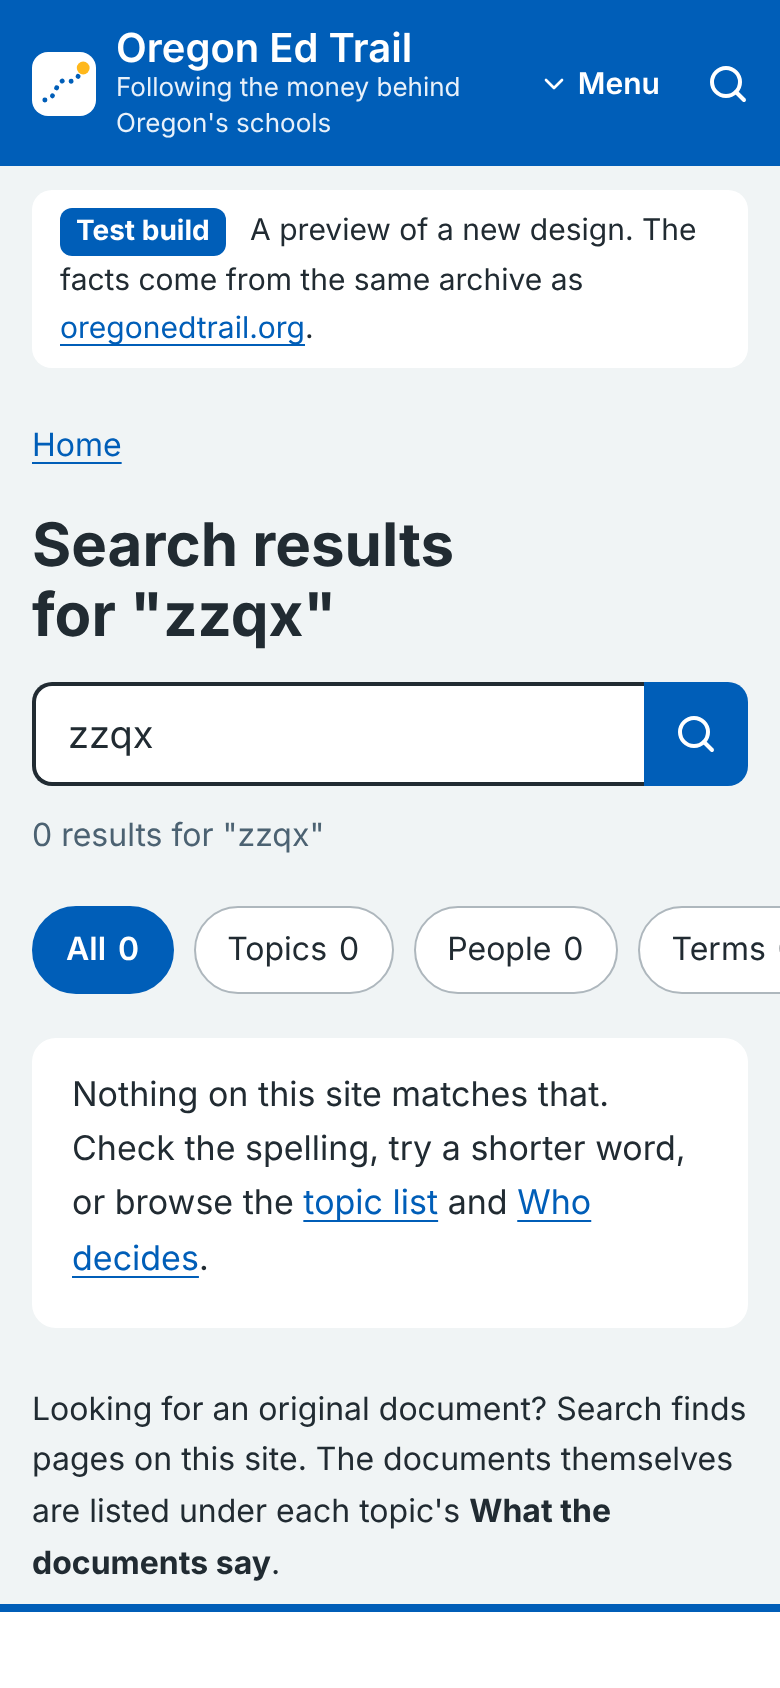 Oregon Ed Trail
Following the money behind
Oregon's schools
Menu
Test build A preview of a new design. The
facts come from the same archive as
oregonedtrail.org.
Home
Search results
for "zzqx"
zzqx
0 results for "zzqx"
All 0 Topics 0 People 0 Terms
Nothing on this site matches that.
Check the spelling, try a shorter word,
or browse the topic list and Who
decides.
Looking for an original document? Search finds
pages on this site. The documents themselves
are listed under each topic's What the
documents say.